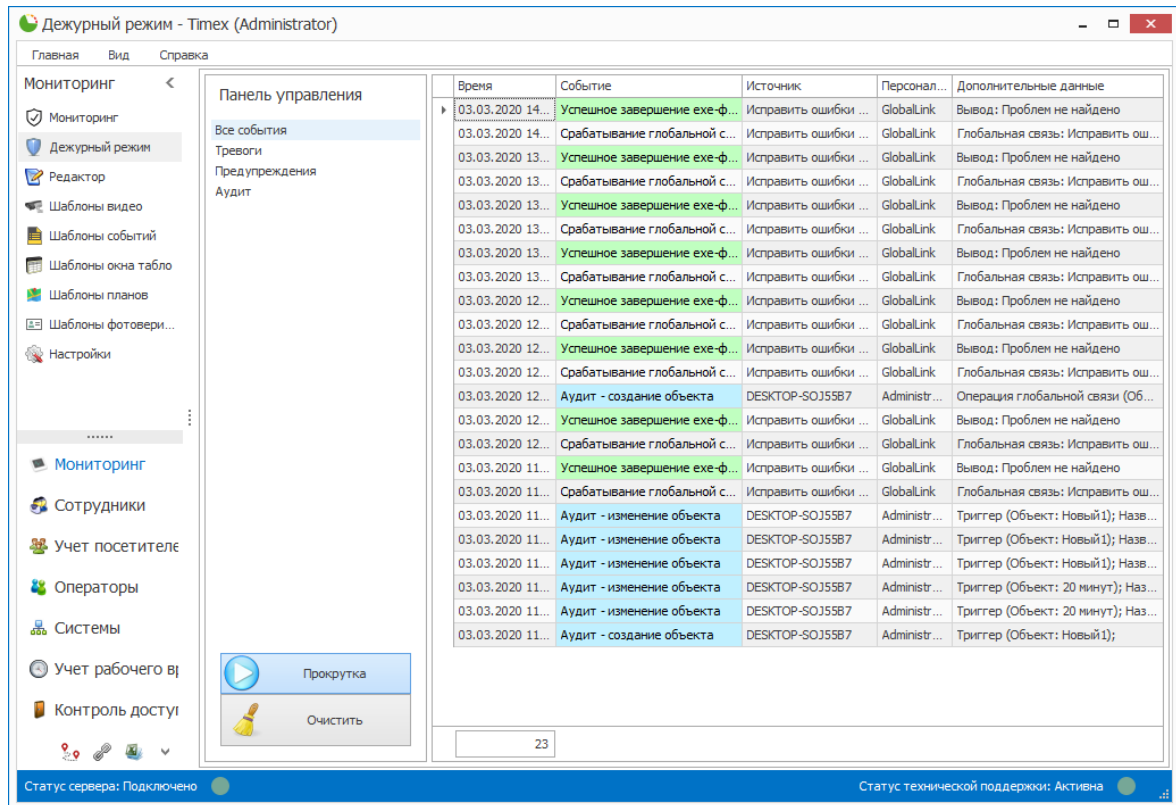 Дежурный режим - Timex (Administrator)
Главная Вид Справка
Мониторинг
Мониторинг
Дежурный режим
Редактор
Шаблоны видео
Шаблоны событий
Шаблоны окна табло
Шаблоны планов
Шаблоны фотовери...
Настройки
Мониторинг
Сотрудники
Учет посетителе
Операторы
Системы
Учет рабочего в
Контроль досту
Панель управления
Все события
Тревоги
Предупреждения
Аудит
Прокрутка
Очистить
Время Событие Источник Персонал... Дополнительные данные
03.03.2020 14... Успешное завершение exe-ф... Исправить ошибки ... GlobalLink Вывод: Проблем не найдено
03.03.2020 14... Срабатывание глобальной с... Исправить ошибки ... GlobalLink Глобальная связь: Исправить ош...
03.03.2020 13... Успешное завершение exe-ф... Исправить ошибки ... GlobalLink Вывод: Проблем не найдено
03.03.2020 13... Срабатывание глобальной с... Исправить ошибки ... GlobalLink Глобальная связь: Исправить ош...
03.03.2020 13... Успешное завершение exe-ф... Исправить ошибки ... GlobalLink Вывод: Проблем не найдено
03.03.2020 13... Срабатывание глобальной с... Исправить ошибки ... GlobalLink Глобальная связь: Исправить ош...
03.03.2020 13... Успешное завершение exe-ф... Исправить ошибки ... GlobalLink Вывод: Проблем не найдено
03.03.2020 13... Срабатывание глобальной с... Исправить ошибки ... GlobalLink Глобальная связь: Исправить ош...
03.03.2020 12... Успешное завершение exe-ф... Исправить ошибки ... GlobalLink Вывод: Проблем не найдено
03.03.2020 12... Срабатывание глобальной с... Исправить ошибки ... GlobalLink Глобальная связь: Исправить ош...
03.03.2020 12... Успешное завершение exe-ф... Исправить ошибки ... GlobalLink Вывод: Проблем не найдено
03.03.2020 12... Срабатывание глобальной с... Исправить ошибки ... GlobalLink Глобальная связь: Исправить ош...
03.03.2020 12... Аудит - создание объекта DESKTOP-SOJ55B7 Administr... Операция глобальной связи (Об...
03.03.2020 12... Успешное завершение exe-ф... Исправить ошибки ... GlobalLink Вывод: Проблем не найдено
03.03.2020 12... Срабатывание глобальной с... Исправить ошибки ... GlobalLink Глобальная связь: Исправить ош...
03.03.2020 11... Успешное завершение exe-ф... Исправить ошибки ... GlobalLink Вывод: Проблем не найдено
03.03.2020 11... Срабатывание глобальной с... Исправить ошибки ... GlobalLink Глобальная связь: Исправить ош...
03.03.2020 11... Аудит - изменение объекта DESKTOP-SOJ55B7 Administr... Триггер (Объект: Новый1); Назв...
03.03.2020 11... Аудит - изменение объекта DESKTOP-SOJ55B7 Administr... Триггер (Объект: Новый1); Назв...
03.03.2020 11... Аудит - изменение объекта DESKTOP-SOJ55B7 Administr... Триггер (Объект: Новый1); Назв...
03.03.2020 11... Аудит - изменение объекта DESKTOP-SOJ55B7 Administr... Триггер (Объект: 20 минут); Наз...
03.03.2020 11... Аудит - изменение объекта DESKTOP-SOJ55B7 Administr... Триггер (Объект: 20 минут); Наз...
03.03.2020 11... Аудит - создание объекта DESKTOP-SOJ55B7 Administr... Триггер (Объект: Новый1);
23
Статус сервера: Подключено Статус технической поддержки: Активна